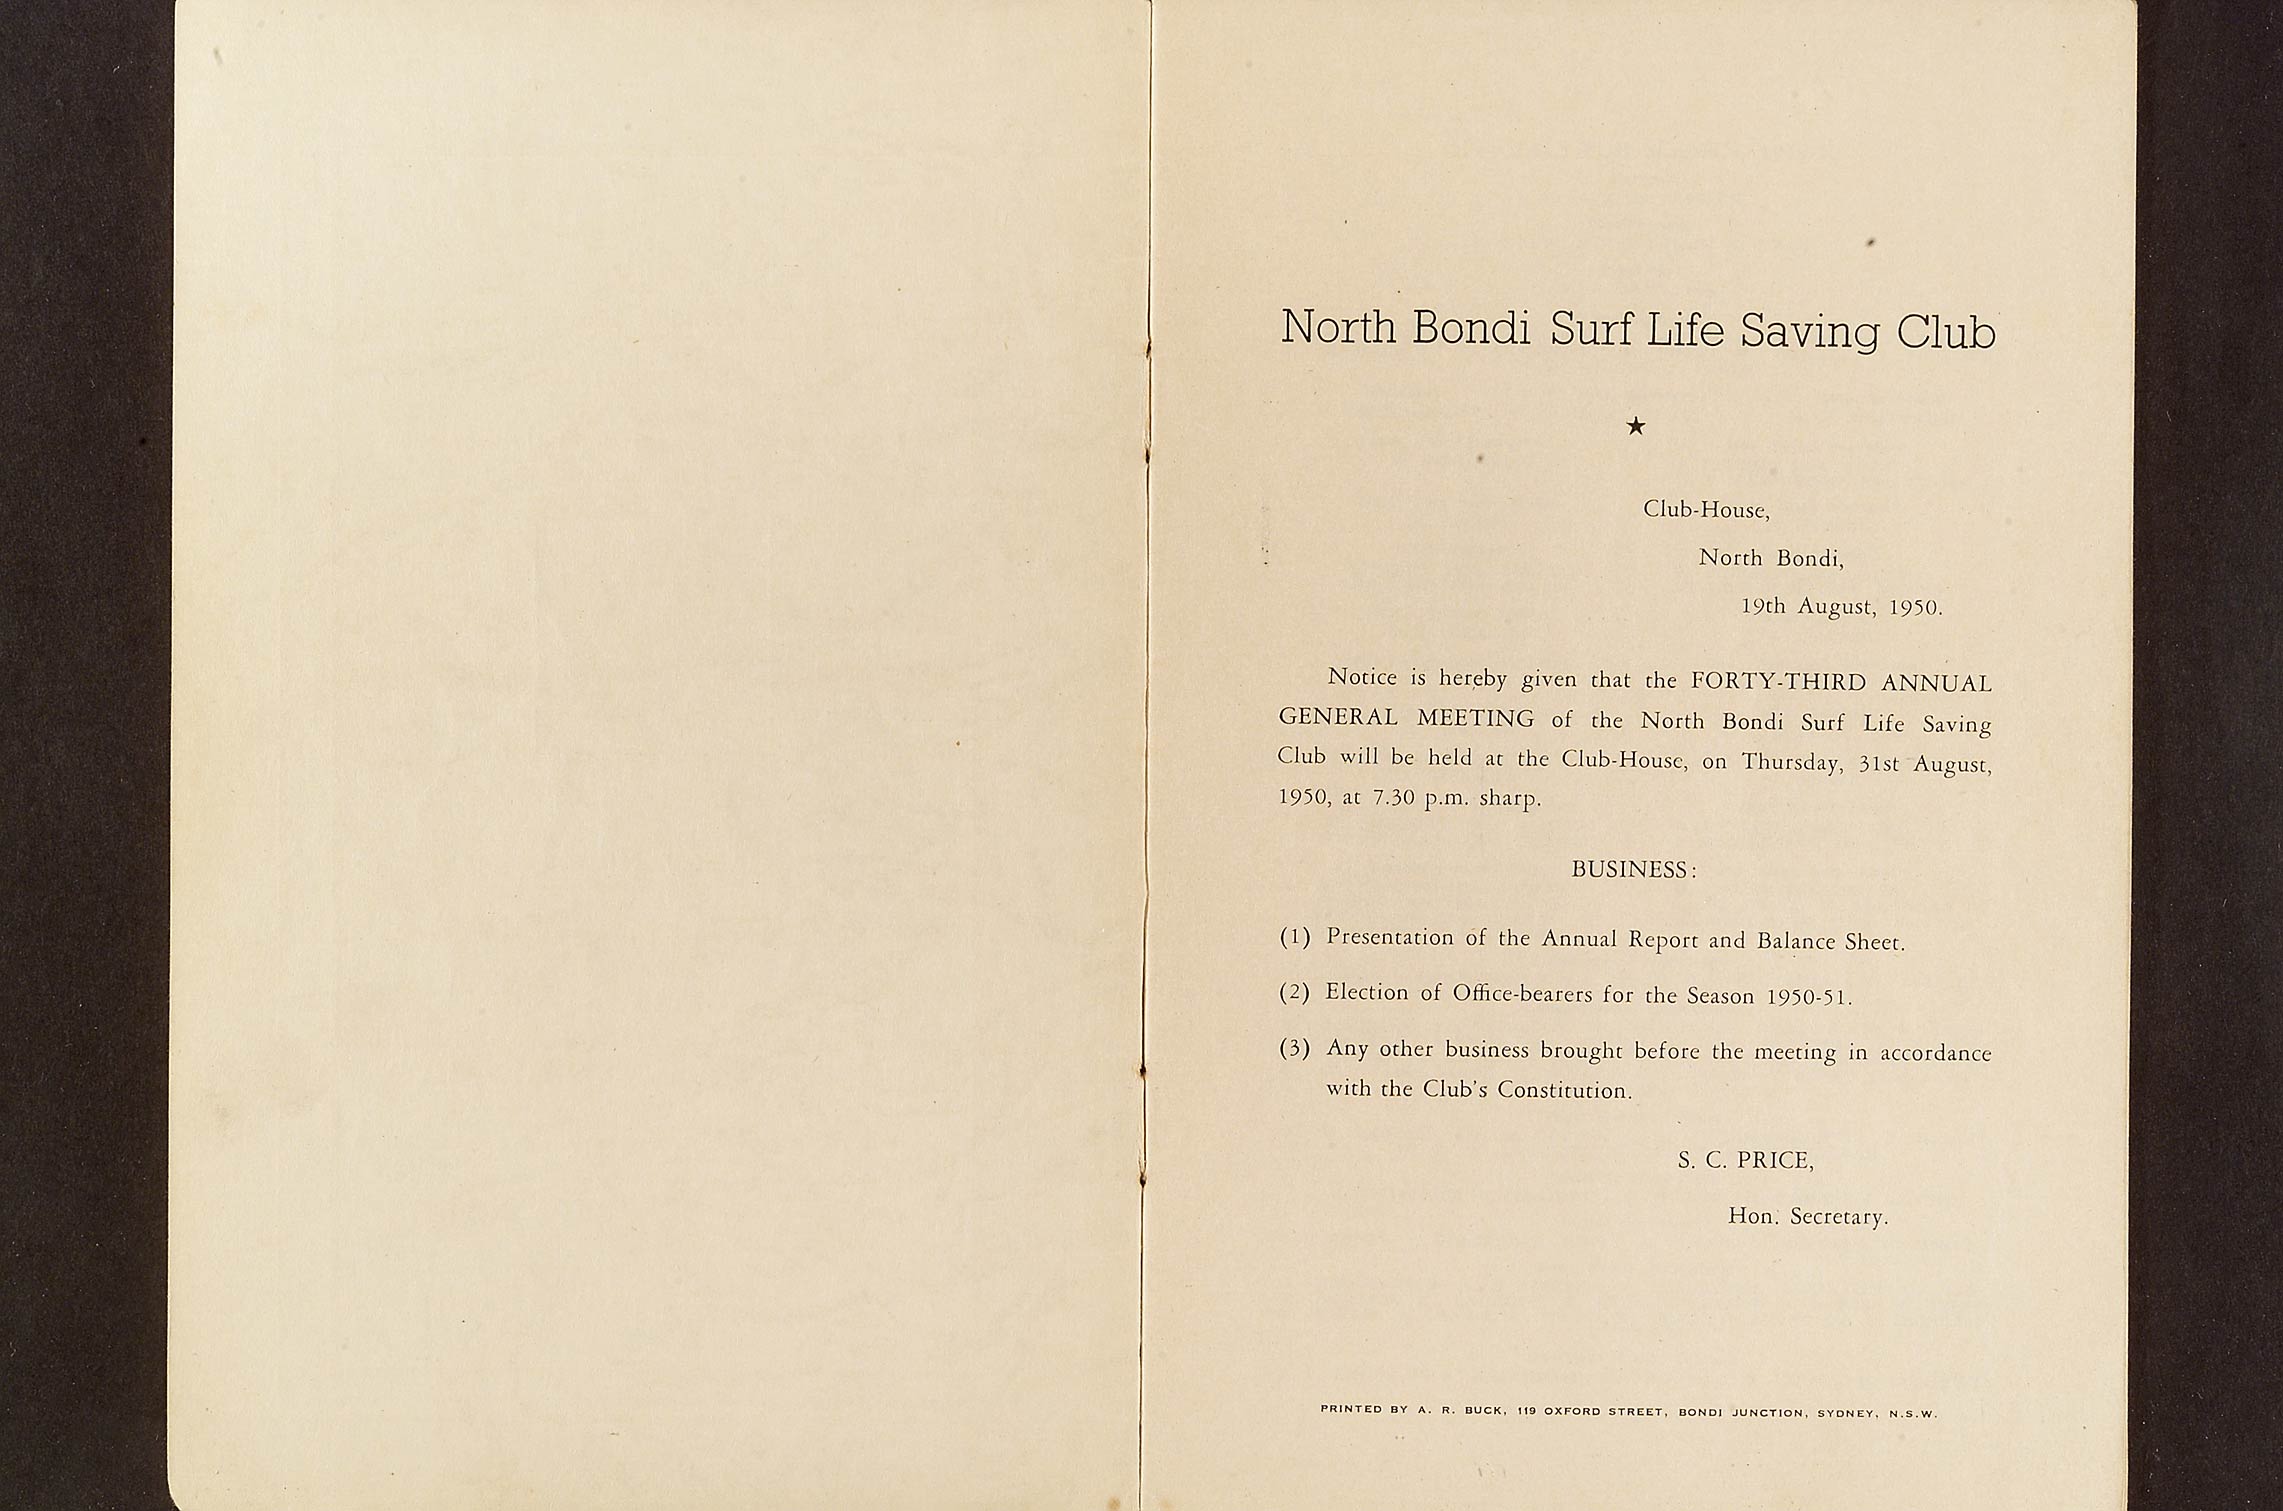 North Bondi Surf Life Saving Club
★
Club-House,
North Bondi,
19th August, 1950.
Notice is hereby given that the FORTY-THIRD ANNUAL
GENERAL MEETING of the North Bondi Surf Life Saving
Club will be held at the Club-House, on Thursday, 31st August,
1950, at 7.30 p.m. sharp.
BUSINESS:
(1) Presentation of the Annual Report and Balance Sheet.
(2) Election of Office-bearers for the Season 1950-51.
(3) Any other business brought before the meeting in accordance
with the Club's Constitution.
S. C. PRICE,
Hon. Secretary.
PRINTED BY A. R. BUCK, 119 OXFORD STREET, BONDI JUNCTION, SYDNEY, N.S.W.